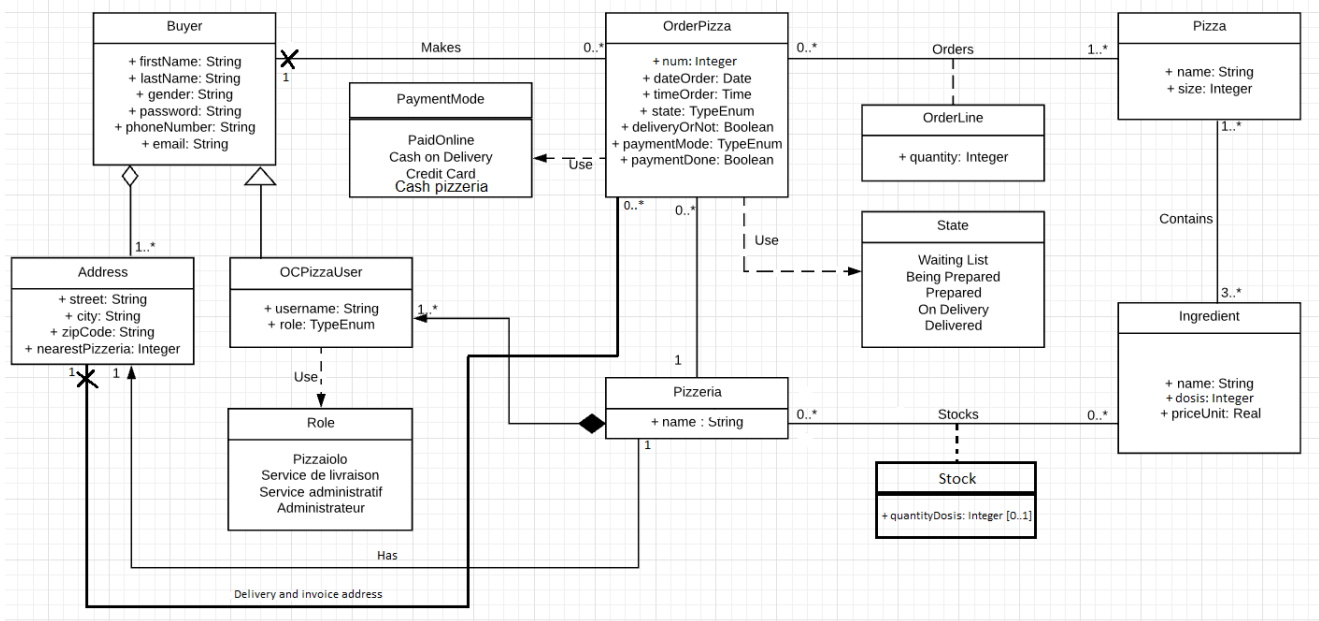 Buyer
+ firstName: String
+ lastName: String
+ gender: String
+ password: String
+ phoneNumber: String
+ email: String
Makes
1
0..*
OrderPizza
+ num: Integer
+ dateOrder: Date
+ timeOrder: Time
+ state: TypeEnum
+ deliveryOrNot: Boolean
+ paymentMode: TypeEnum
+ paymentDone: Boolean
0..*
Orders
1..*
Pizza
+ name: String
+ size: Integer
1..*
PaymentMode
PaidOnline
Cash on Delivery
Credit Card
Cash pizzeria
Use
OrderLine
+ quantity: Integer
0..*
0..*
Use
State
Waiting List
Being Prepared
Prepared
On Delivery
Delivered
Contains
3..*
1..*
Address
+ street: String
+ city: String
+ zipCode: String
+ nearestPizzeria: Integer
1
1
OCPizzaUser
+ username: String
+ role: TypeEnum
1..*
Use
Role
Pizzaiolo
Service de livraison
Service administratif
Administrateur
1
Pizzeria
+ name : String
1
0..*
Stocks
0..*
Ingredient
+ name: String
+ dosis: Integer
+ priceUnit: Real
Stock
+ quantityDosis: Integer [0..1]
Has
Delivery and invoice address